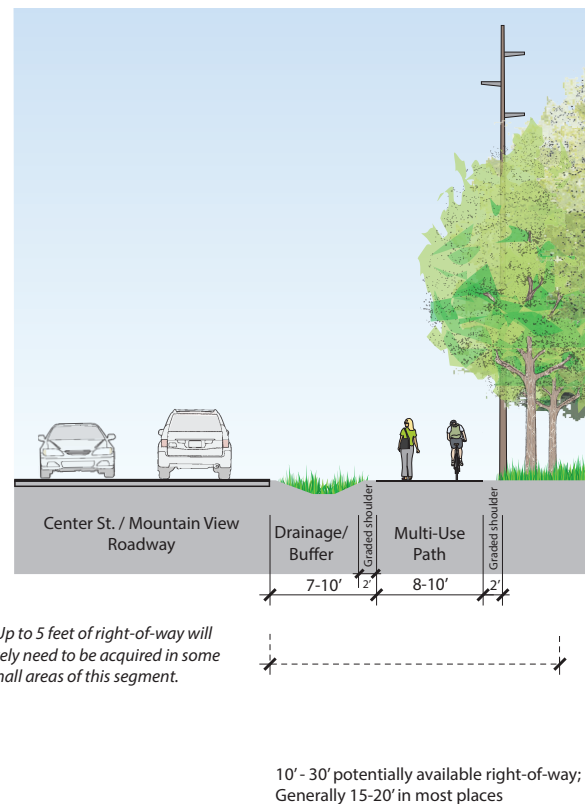 Center St. / Mountain View
Roadway
Drainage/
Buffer
Graded shoulder
Multi-Use
Path
Graded shoulder
7-10’
2’
8-10’
2’
Up to 5 feet of right-of-way will
ely need to be acquired in some
mall areas of this segment.
10’ - 30’ potentially available right-of-way;
Generally 15-20’ in most places